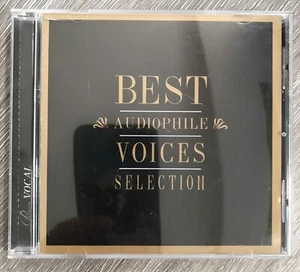 BEST
AUDIOPHILE
VOICES
SELECTION
VOCAL